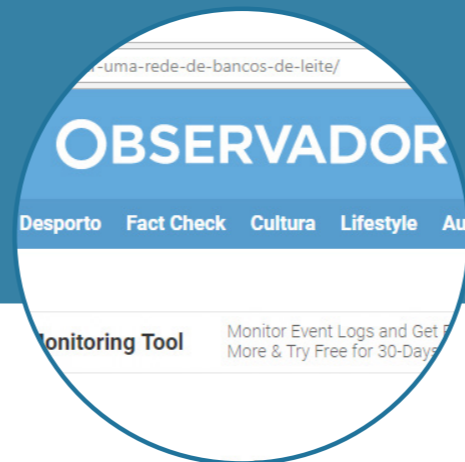 -uma-rede-de-bancos-de-leite/
OBSERVADOR
Desporto Fact Check Cultura Lifestyle
Monitoring Tool
Monitor Event Logs and Get
More & Try Free for 30-Days